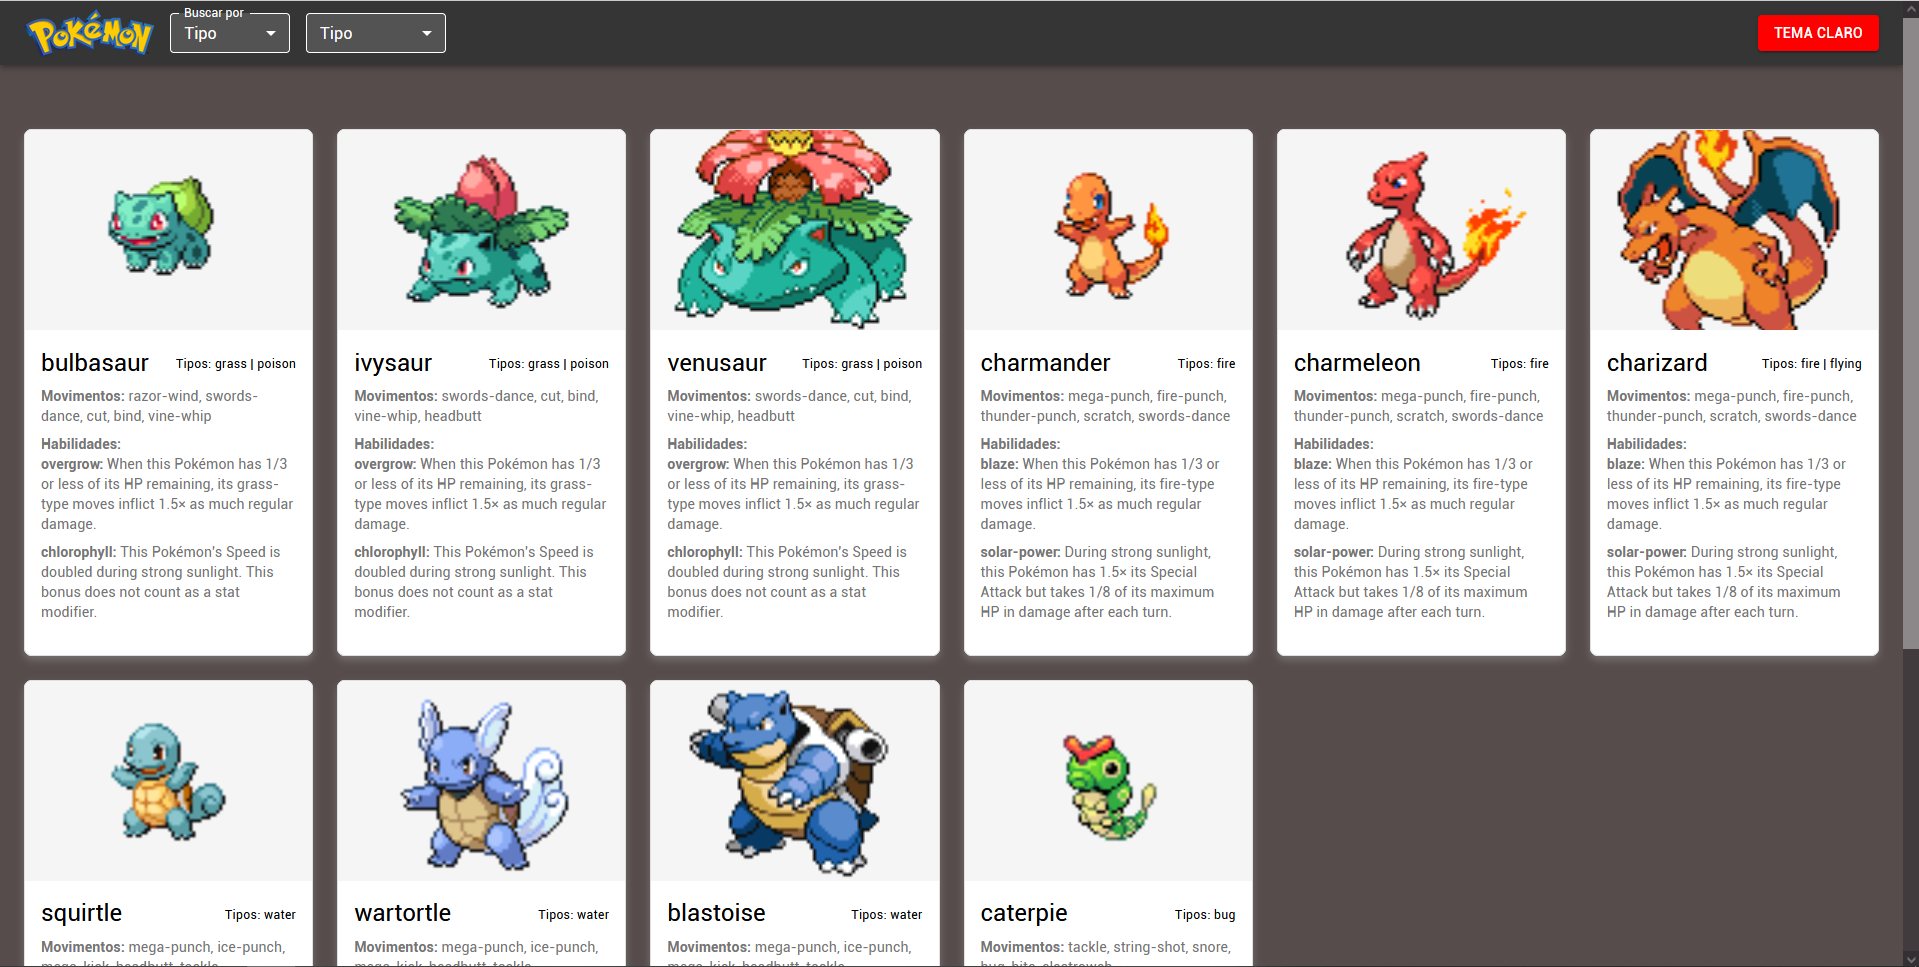 POKéMON
Buscar por
Tipo
Tipo
TEMA CLARO
bulbasaur
Tipos: grass | poison
Movimentos: razor-wind, swords-
dance, cut, bind, vine-whip
Habilidades:
overgrow: When this Pokémon has 1/3
or less of its HP remaining, its grass-
type moves inflict 1.5× as much regular
damage.
chlorophyll: This Pokémon's Speed is
doubled during strong sunlight. This
bonus does not count as a stat
modifier.
ivysaur
Tipos: grass | poison
Movimentos: swords-dance, cut, bind,
vine-whip, headbutt
Habilidades:
overgrow: When this Pokémon has 1/3
or less of its HP remaining, its grass-
type moves inflict 1.5× as much regular
damage.
chlorophyll: This Pokémon's Speed is
doubled during strong sunlight. This
bonus does not count as a stat
modifier.
venusaur
Tipos: grass | poison
Movimentos: swords-dance, cut, bind,
vine-whip, headbutt
Habilidades:
overgrow: When this Pokémon has 1/3
or less of its HP remaining, its grass-
type moves inflict 1.5× as much regular
damage.
chlorophyll: This Pokémon's Speed is
doubled during strong sunlight. This
bonus does not count as a stat
modifier.
charmander
Tipos: fire
Movimentos: mega-punch, fire-punch,
thunder-punch, scratch, swords-dance
Habilidades:
blaze: When this Pokémon has 1/3 or
less of its HP remaining, its fire-type
moves inflict 1.5× as much regular
damage.
solar-power: During strong sunlight,
this Pokémon has 1.5× its Special
Attack but takes 1/8 of its maximum
HP in damage after each turn.
charmeleon
Tipos: fire
Movimentos: mega-punch, fire-punch,
thunder-punch, scratch, swords-dance
Habilidades:
blaze: When this Pokémon has 1/3 or
less of its HP remaining, its fire-type
moves inflict 1.5× as much regular
damage.
solar-power: During strong sunlight,
this Pokémon has 1.5× its Special
Attack but takes 1/8 of its maximum
HP in damage after each turn.
charizard
Tipos: fire | flying
Movimentos: mega-punch, fire-punch,
thunder-punch, scratch, swords-dance
Habilidades:
blaze: When this Pokémon has 1/3 or
less of its HP remaining, its fire-type
moves inflict 1.5× as much regular
damage.
solar-power: During strong sunlight,
this Pokémon has 1.5× its Special
Attack but takes 1/8 of its maximum
HP in damage after each turn.
squirtle
Tipos: water
Movimentos: mega-punch, ice-punch,
mega-kick, headbutt, tackle
wartortle
Tipos: water
Movimentos: mega-punch, ice-punch,
mega-kick, headbutt, tackle
blastoise
Tipos: water
Movimentos: mega-punch, ice-punch,
mega-kick, headbutt, tackle
caterpie
Tipos: bug
Movimentos: tackle, string-shot, snore,
bug-bite, electroweb